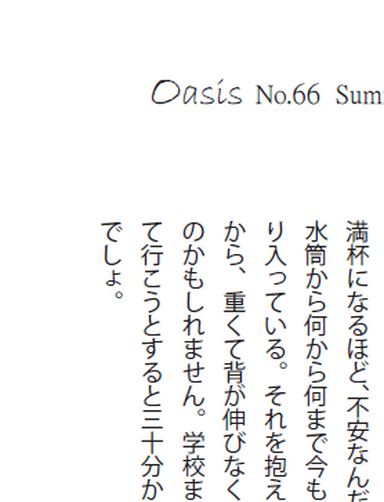 Oasis No.66 Sum
満杯になるほど、不安なんだ
水筒から何から何まで今も
り入っている。それを抱え
から、重くて背が伸びなく
のかもしれません。学校ま
て行こうとすると三十分か
でしょ。